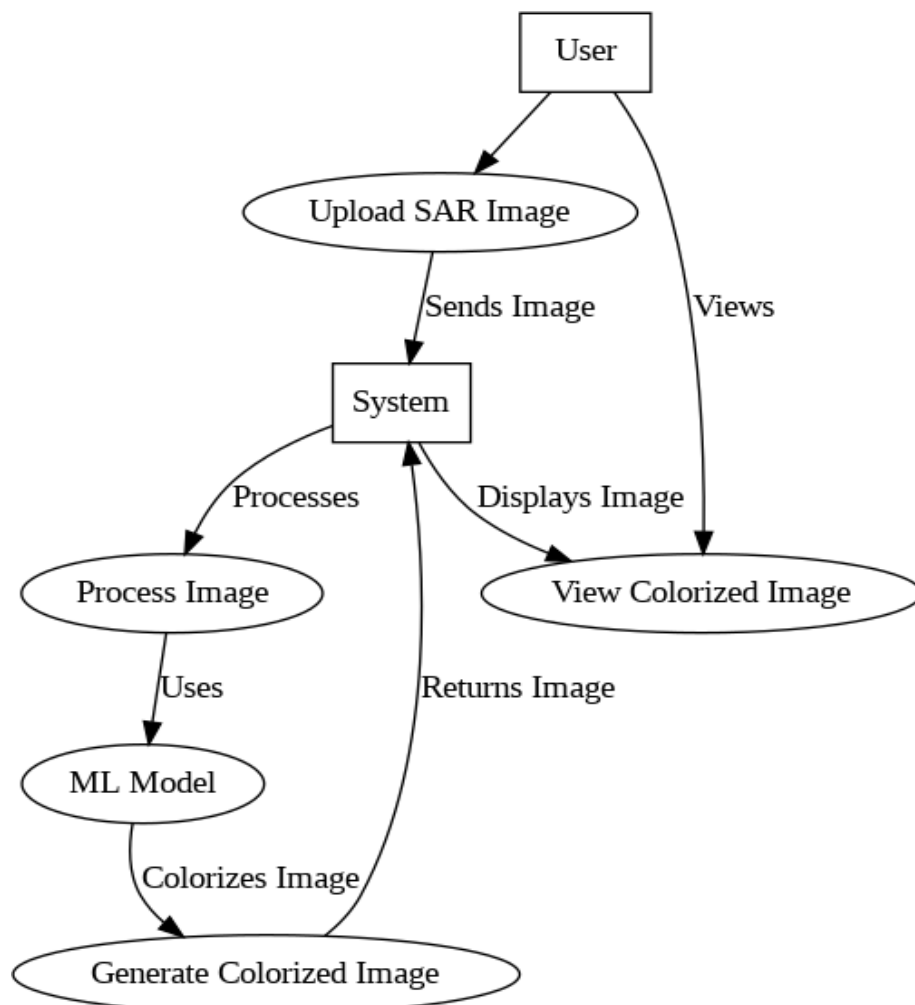 User
Upload SAR Image
Sends Image
Views
System
Processes
Displays Image
Process Image
View Colorized Image
Uses
Returns Image
ML Model
Colorizes Image
Generate Colorized Image